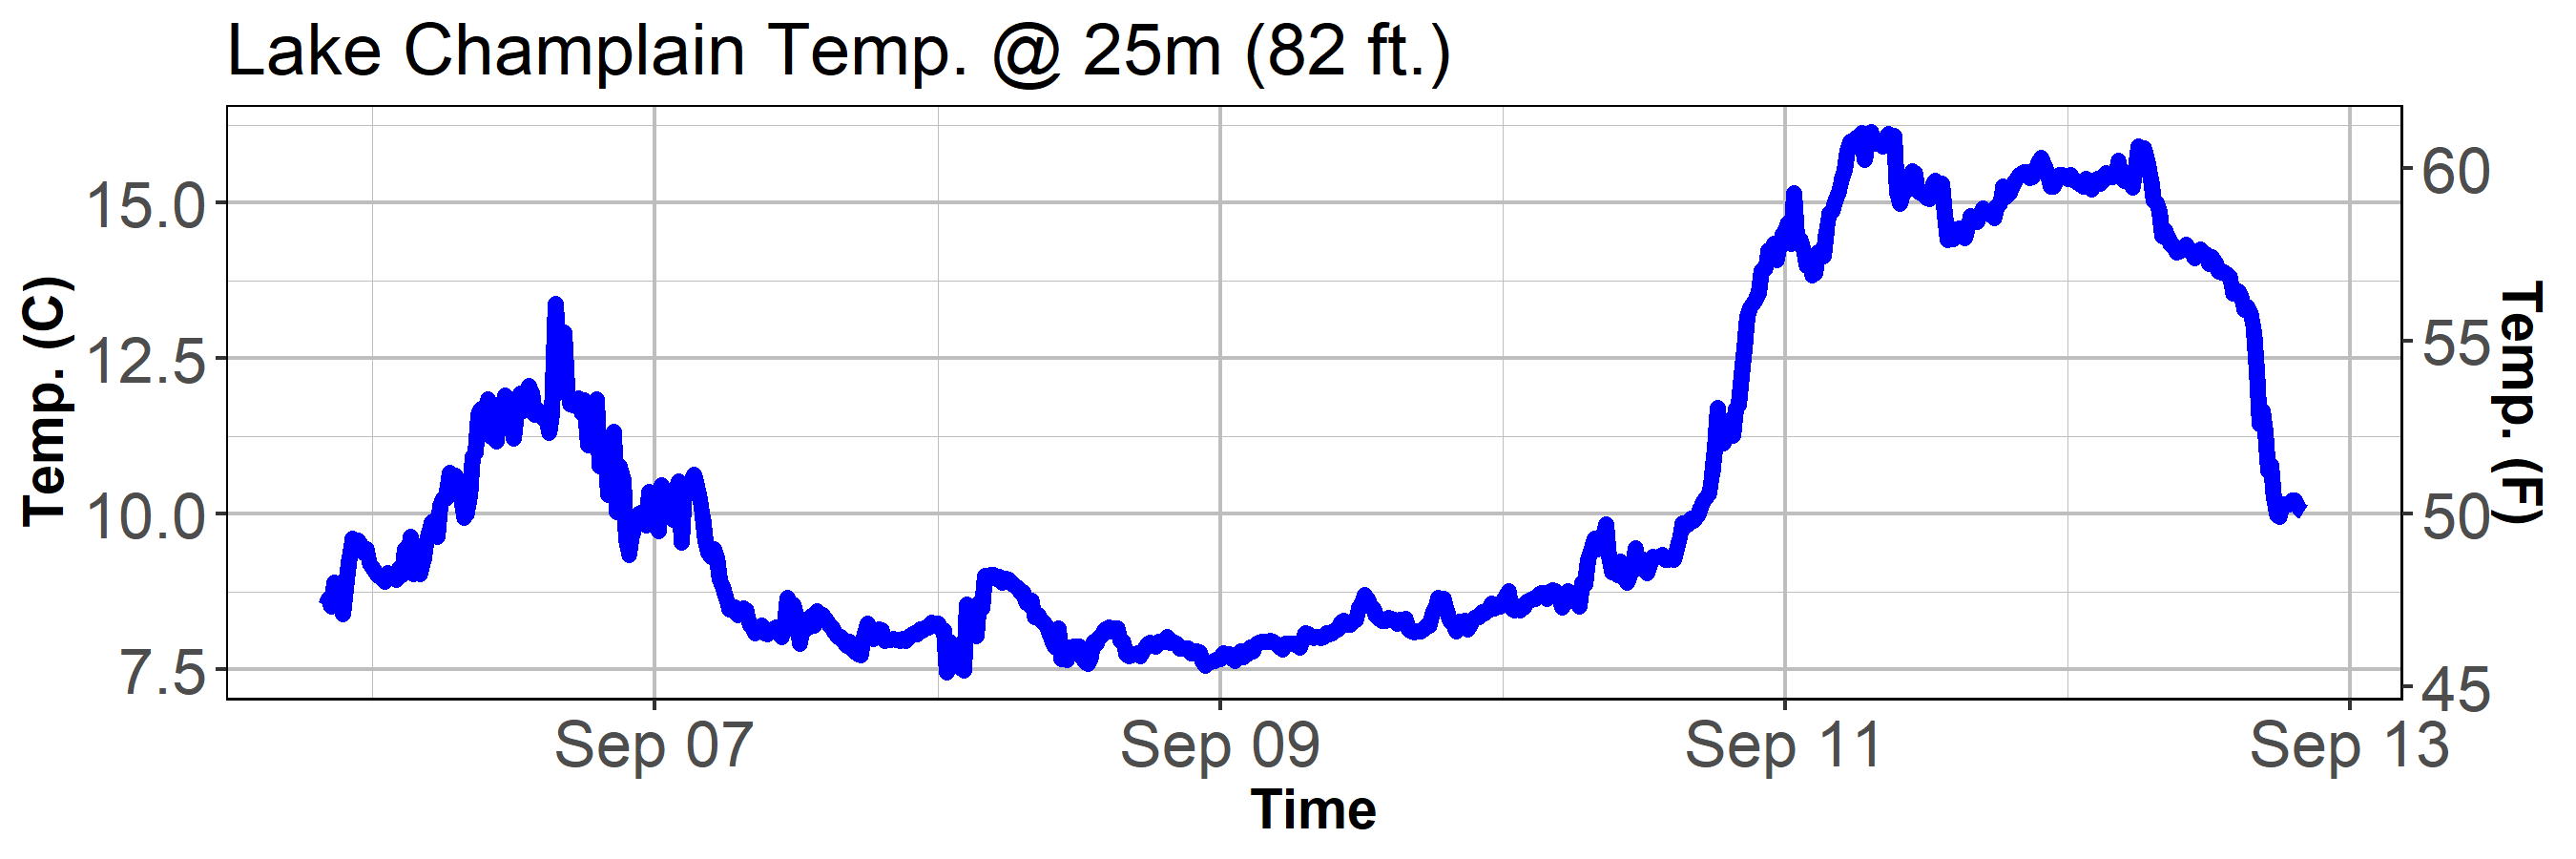 Lake Champlain Temp. @ 25m (82 ft.)
Temp. (C)
15.0
12.5
10.0
7.5
60
55
50
45
Temp. (F)
Sep 07 Sep 09 Sep 11 Sep 13
Time